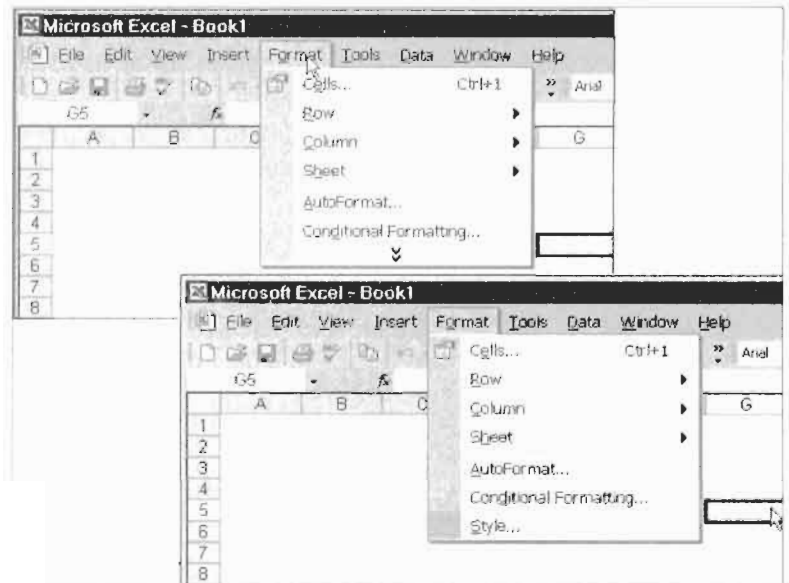 Microsoft Excel - Book1
File Edit View Insert Format Tools Data Window Help
Cells... Ctrl+1
Arial
G5 fx
Row
A B C G
Column
1
Sheet
2
3
AutoFormat...
4
Conditional Formatting...
5
6
7
8
Microsoft Excel - Book1
File Edit View Insert Format Tools Data Window Help
Cells... Ctrl+1
Arial
G5 fx
Row
A B C G
Column
1
Sheet
2
3
AutoFormat...
4
Conditional Formatting...
5
Style...
6
7
8